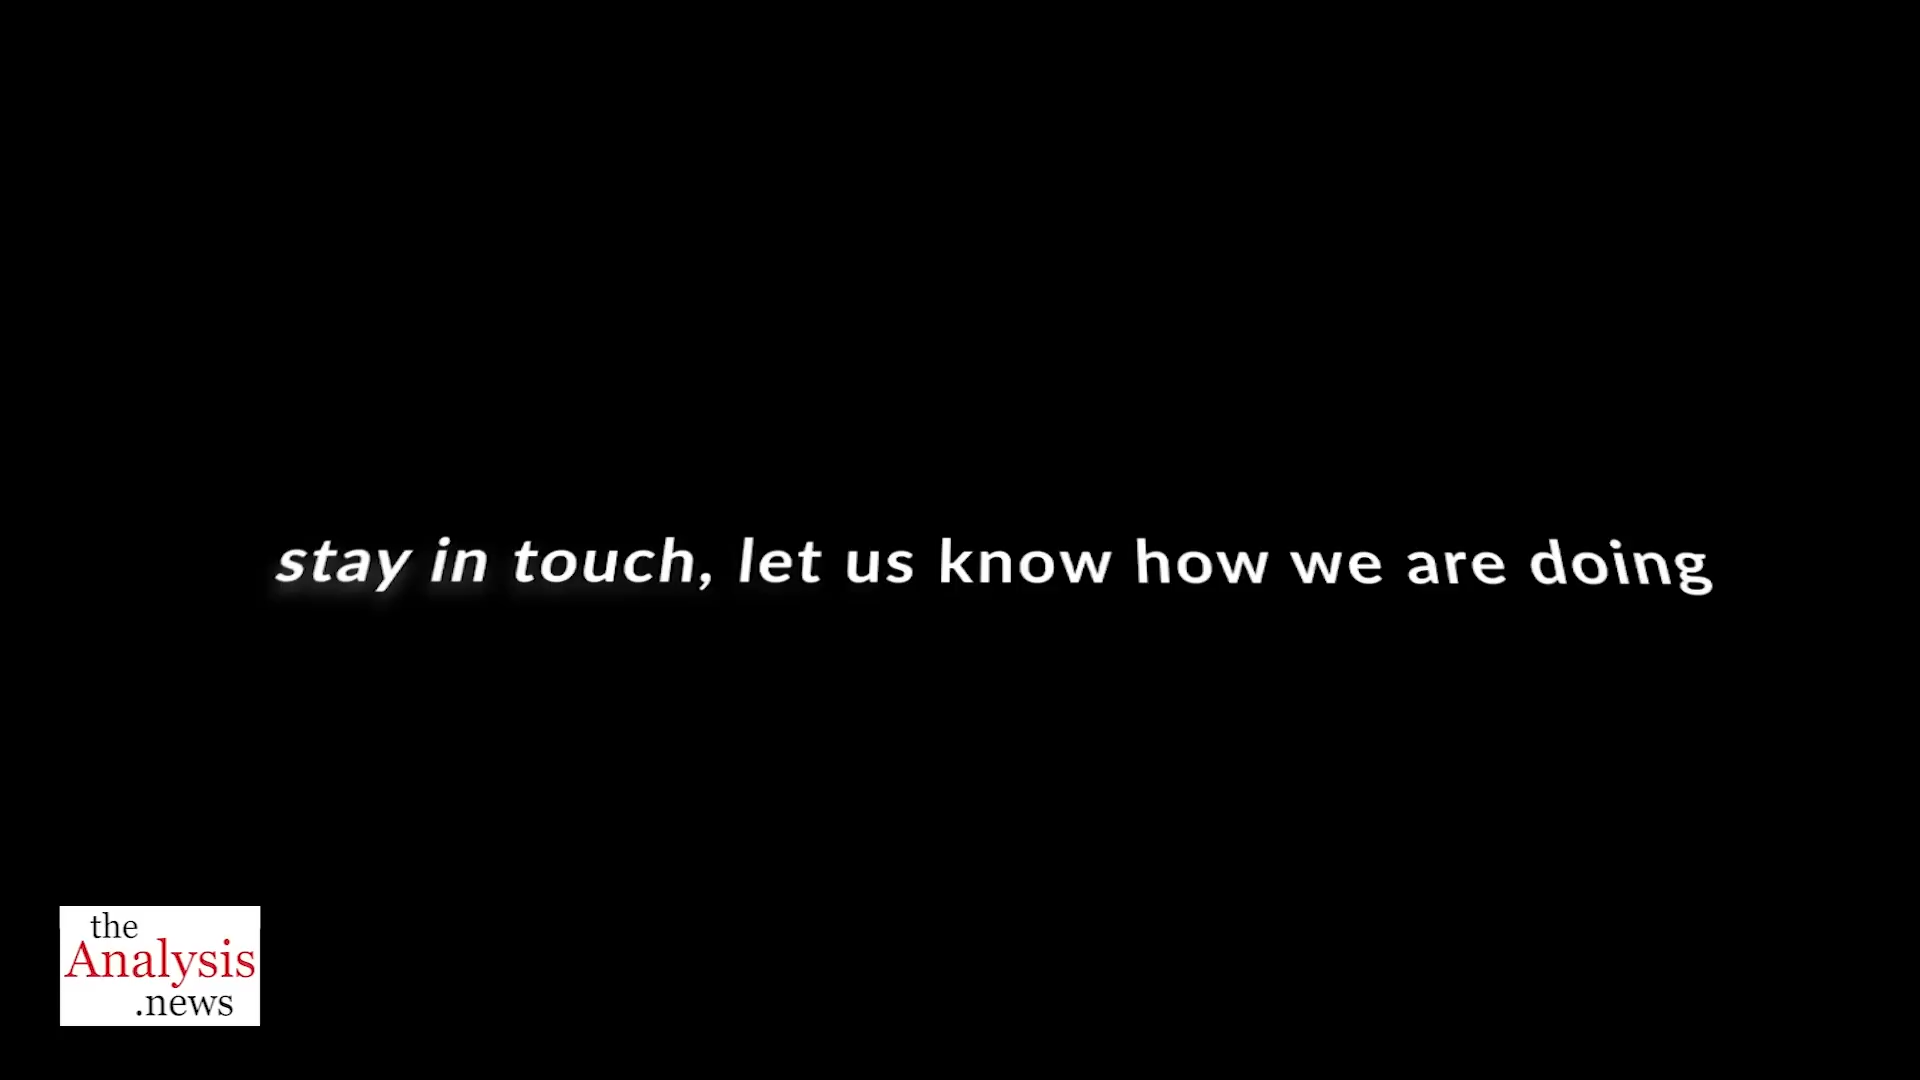 stay in touch, let us know how we are doing
the
Analysis
.news